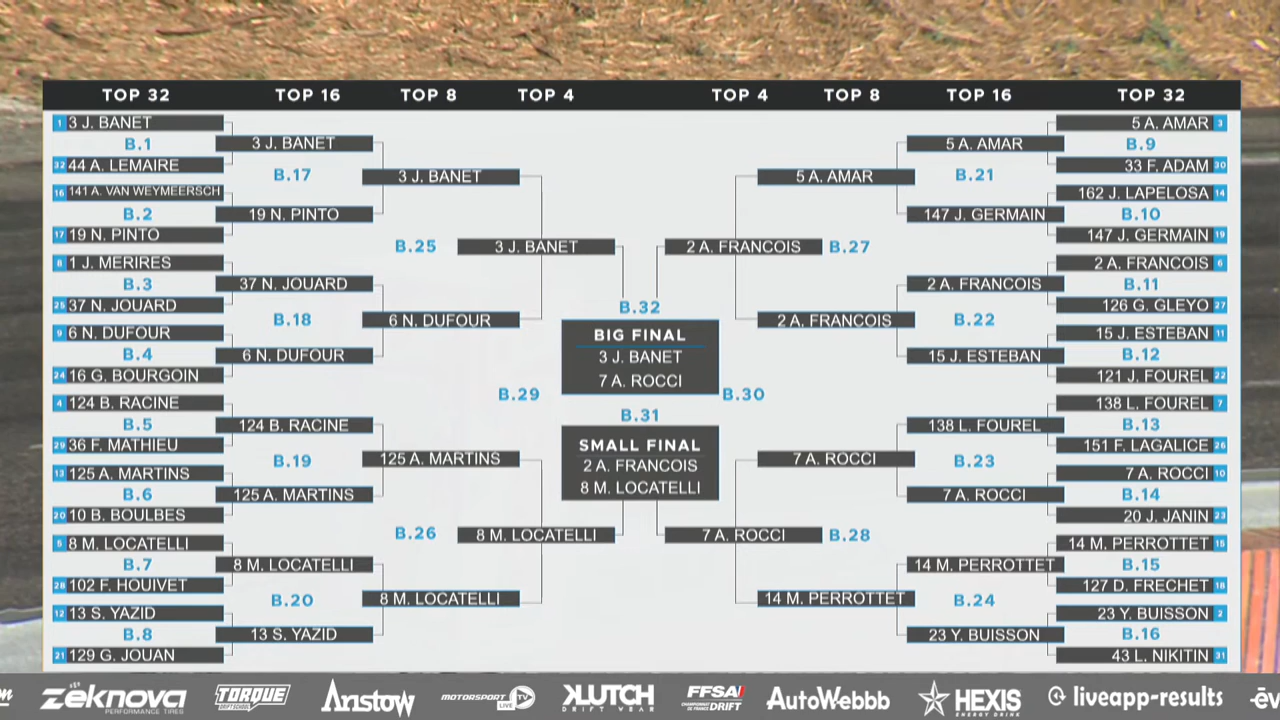 TOP 32 TOP 16 TOP 8 TOP 4 TOP 4 TOP 8 TOP 16 TOP 32
1 3 J. BANET
B.1
32 44 A. LEMAIRE
16 141 A. VAN WEYMEERSCH
B.2
17 19 N. PINTO
8 1 J. MERIRES
B.3
25 37 N. JOUARD
9 6 N. DUFOUR
B.4
24 16 G. BOURGOIN
4 124 B. RACINE
B.5
29 36 F. MATHIEU
13 125 A. MARTINS
B.6
20 10 B. BOULBES
5 8 M. LOCATELLI
B.7
28 102 F. HOUIVET
12 13 S. YAZID
B.8
21 129 G. JOUAN
3 J. BANET
B.17
19 N. PINTO
37 N. JOUARD
B.18
6 N. DUFOUR
124 B. RACINE
B.19
125 A. MARTINS
8 M. LOCATELLI
B.20
13 S. YAZID
3 J. BANET
B.25
6 N. DUFOUR
125 A. MARTINS
B.26
8 M. LOCATELLI
3 J. BANET
B.29
8 M. LOCATELLI
B.32
BIG FINAL
3 J. BANET
7 A. ROCCI
B.31
SMALL FINAL
2 A. FRANCOIS
8 M. LOCATELLI
2 A. FRANCOIS
B.30
7 A. ROCCI
5 A. AMAR
B.27
2 A. FRANCOIS
7 A. ROCCI
B.28
14 M. PERROTTET
5 A. AMAR
B.21
147 J. GERMAIN
2 A. FRANCOIS
B.22
15 J. ESTEBAN
138 L. FOUREL
B.23
7 A. ROCCI
14 M. PERROTTET
B.24
23 Y. BUISSON
5 A. AMAR 3
B.9
33 F. ADAM 30
162 J. LAPELOSA 14
B.10
147 J. GERMAIN 19
2 A. FRANCOIS 6
B.11
126 G. GLEYO 27
15 J. ESTEBAN 11
B.12
121 J. FOUREL 22
138 L. FOUREL 7
B.13
151 F. LAGALICE 26
7 A. ROCCI 10
B.14
20 J. JANIN 23
14 M. PERROTTET 15
B.15
127 D. FRECHET 18
23 Y. BUISSON 2
B.16
43 L. NIKITIN 31
zëknova PERFORMANCE TIRES
TORQUE
Anstow
MOTORSPORT TV LIVE
KLUTCH DRIFT WEAR
FFSA CHAMPIONNAT DE FRANCE DRIFT
AutoWebbb
HEXIS ENERGY DRINK
liveapp-results